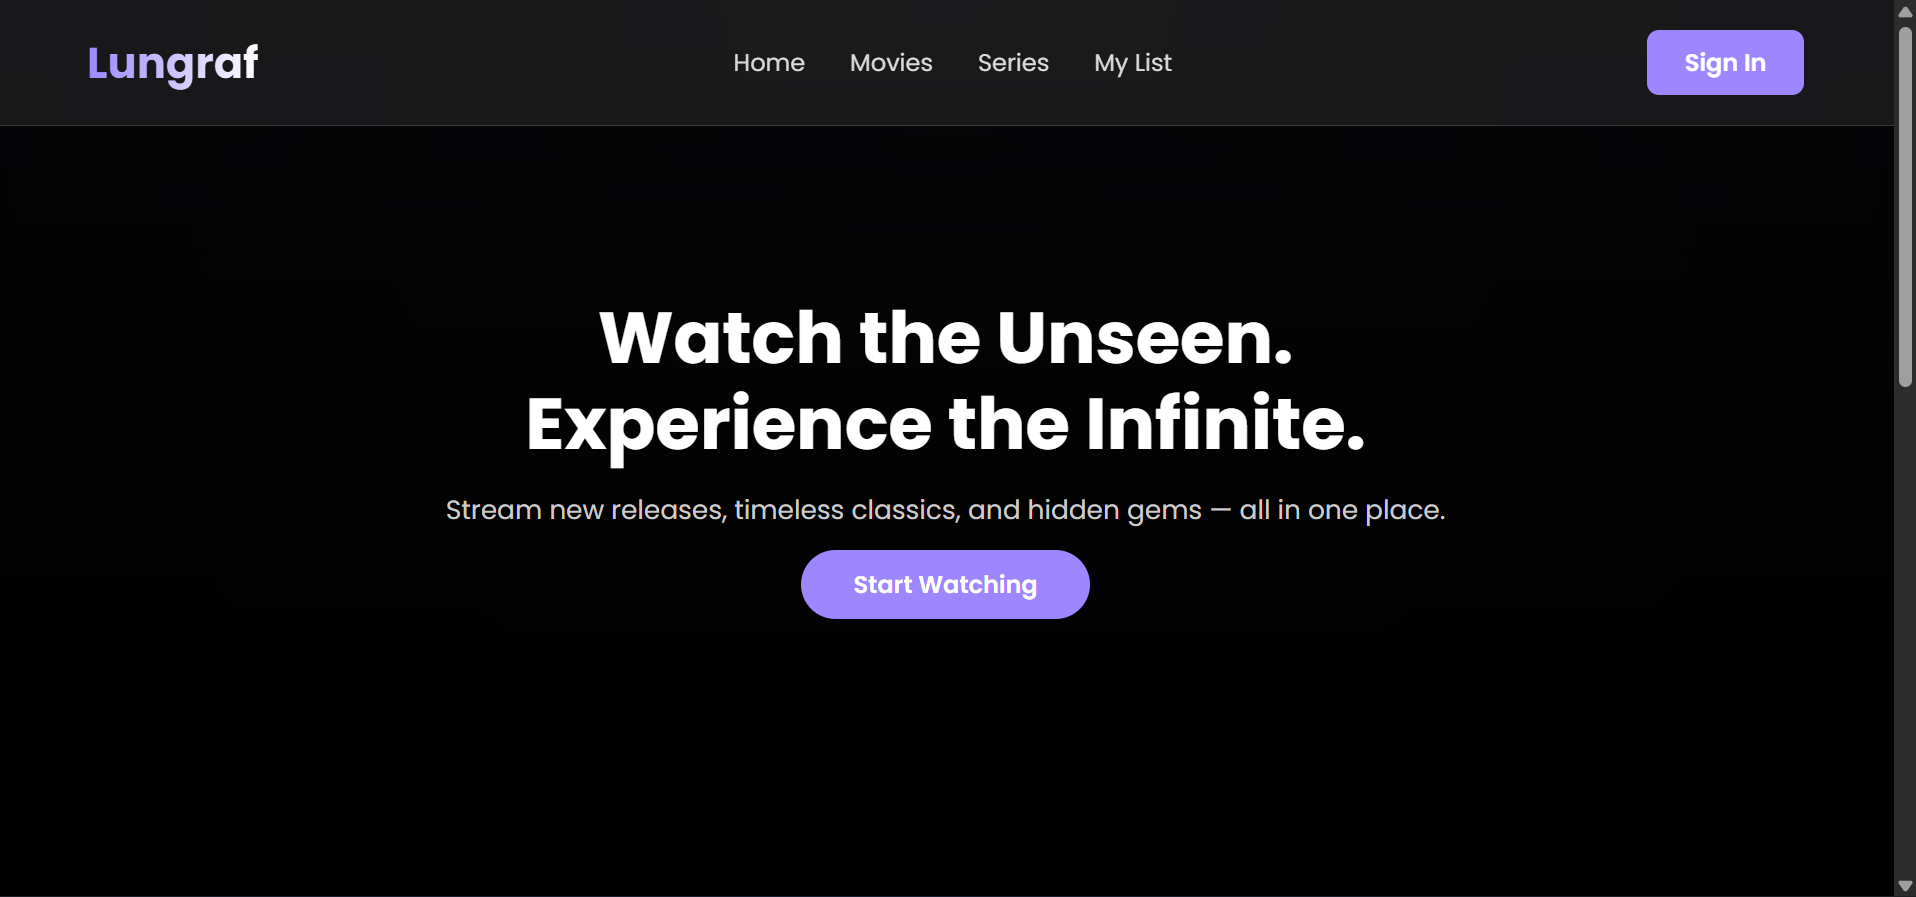 Lungraf
Home
Movies
Series
My List
Sign In
Watch the Unseen.
Experience the Infinite.
Stream new releases, timeless classics, and hidden gems — all in one place.
Start Watching